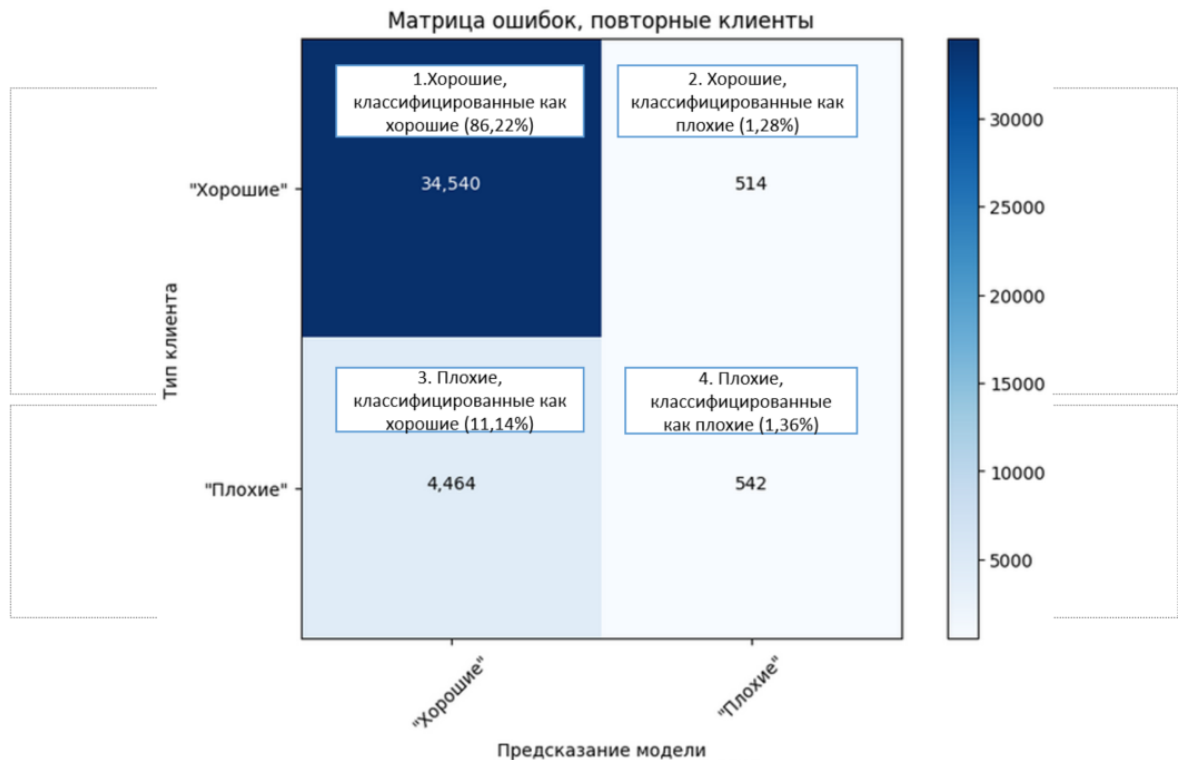 Матрица ошибок, повторные клиенты
1.Хорошие,
классифицированные как
хорошие (86,22%)
2. Хорошие,
классифицированные как
плохие (1,28%)
"Хорошие"
34,540
514
Тип клиента
3. Плохие,
классифицированные как
хорошие (11,14%)
4. Плохие,
классифицированные
как плохие (1,36%)
"Плохие"
4,464
542
"Хорошие"
"Плохие"
Предсказание модели
30000
25000
20000
15000
10000
5000